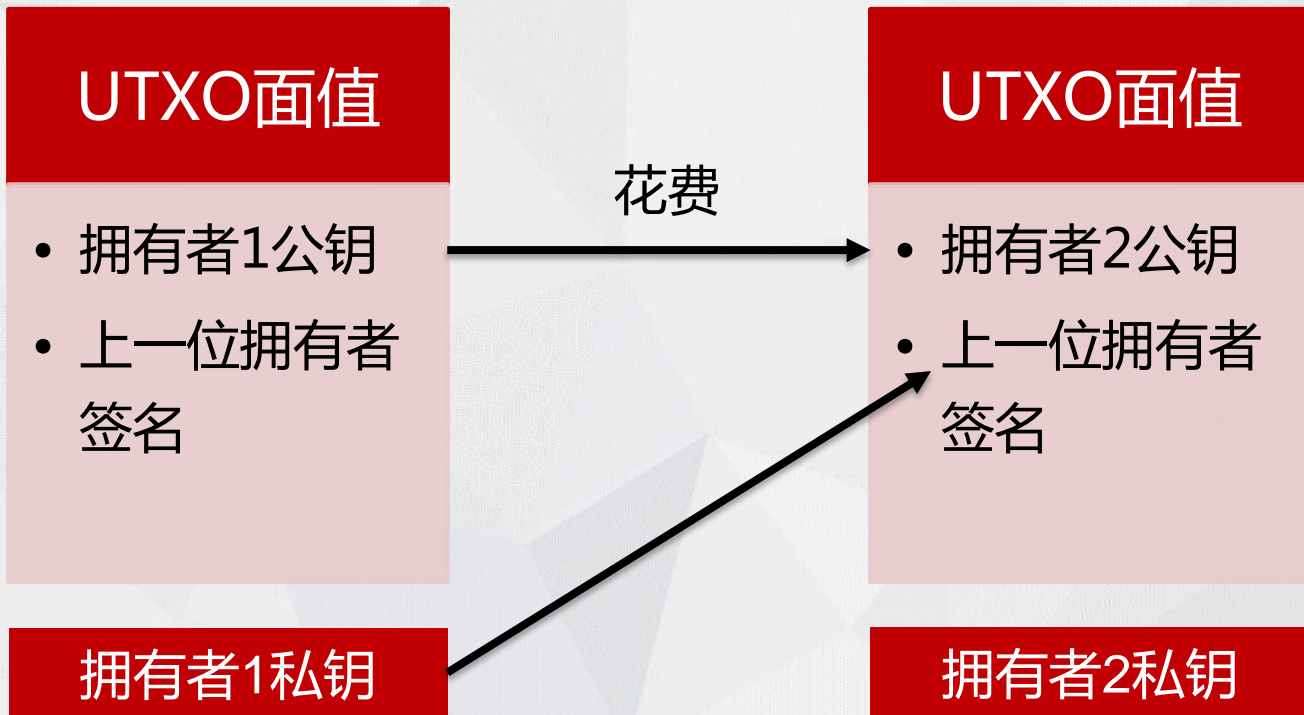 UTXO面值
• 拥有者1公钥
• 上一位拥有者
签名
拥有者1私钥
花费
UTXO面值
• 拥有者2公钥
• 上一位拥有者
签名
拥有者2私钥